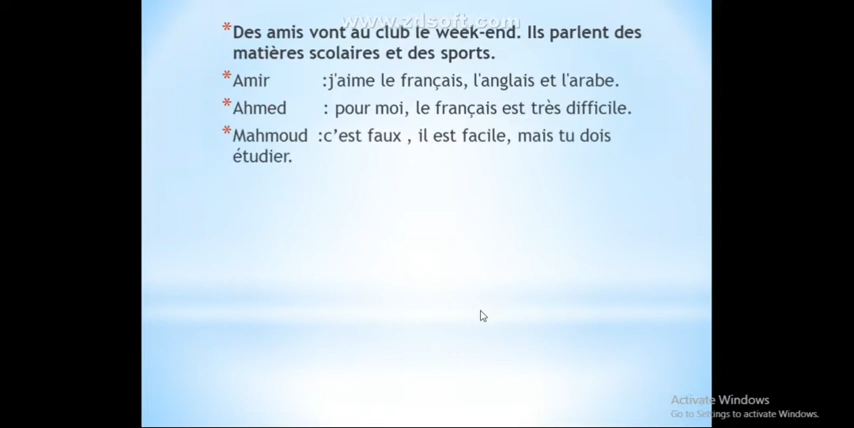 www.zdsoft.com
* Des amis vont au club le week-end. Ils parlent des
matières scolaires et des sports.
* Amir :j'aime le français, l'anglais et l'arabe.
* Ahmed : pour moi, le français est très difficile.
* Mahmoud :c'est faux , il est facile, mais tu dois
étudier.
Activate Windows
Go to Settings to activate Windows.